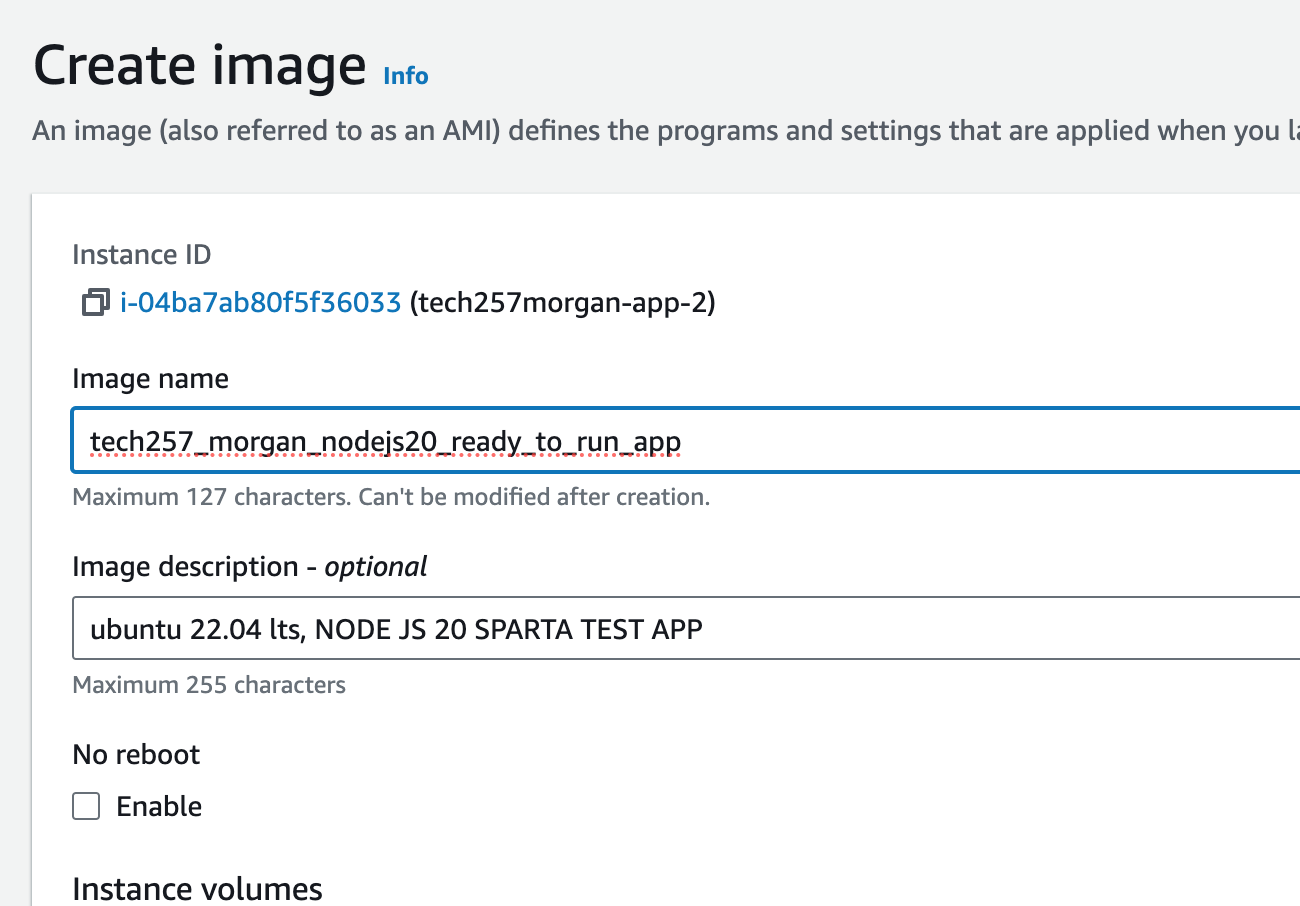 Create image Info
An image (also referred to as an AMI) defines the programs and settings that are applied when you
Instance ID
i-04ba7ab80f5f36033 (tech257morgan-app-2)
Image name
tech257_morgan_nodejs20_ready_to_run_app
Maximum 127 characters. Can't be modified after creation.
Image description - optional
ubuntu 22.04 lts, NODE JS 20 SPARTA TEST APP
Maximum 255 characters
No reboot
Enable
Instance volumes